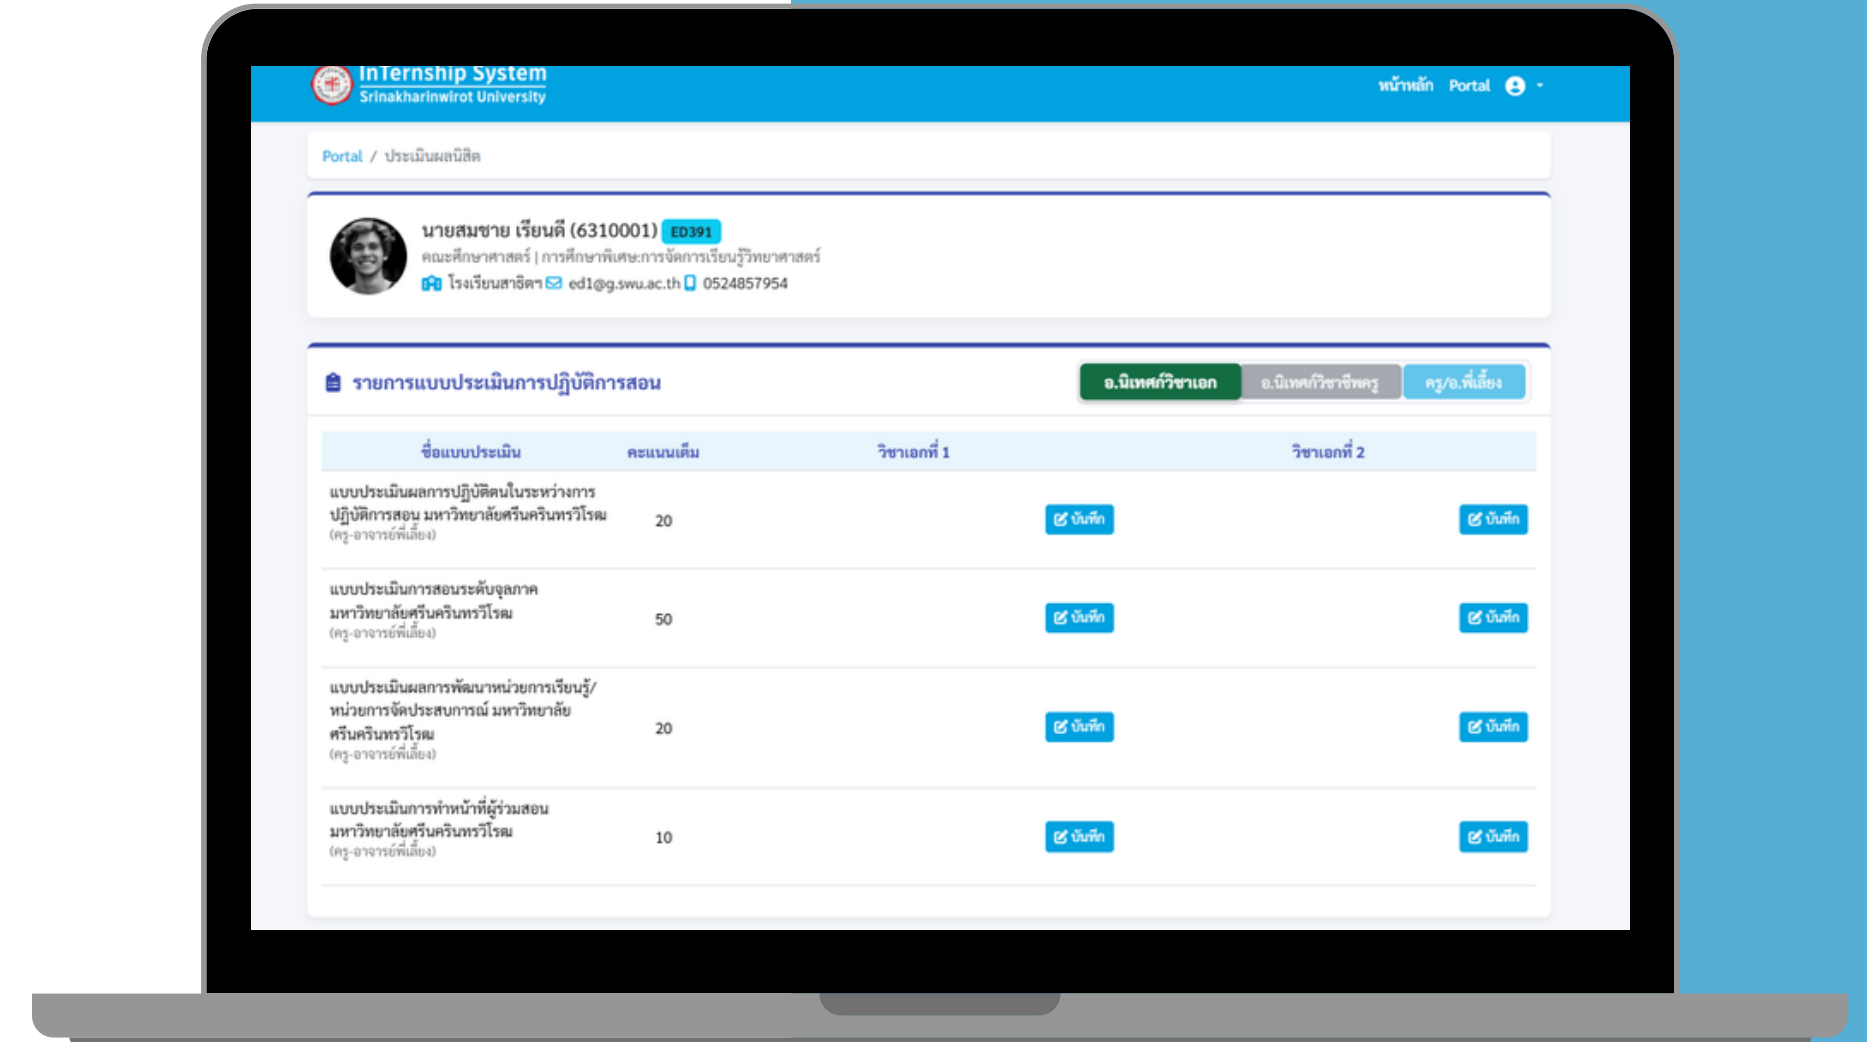 InTernship System
Srinakharinwirot University
หน้าหลัก Portal
Portal / ประเมินผลนิสิต
นายสมชาย เรียนดี (6310001) ED391
คณะศึกษาศาสตร์ | การศึกษาพิเศษ:การจัดการเรียนรู้วิทยาศาสตร์
โรงเรียนสาธิตฯ ed1@g.swu.ac.th 0524857954
รายการแบบประเมินการปฏิบัติการสอน
อ.นิเทศก์วิชาเอก อ.นิเทศก์วิชาชีพครู ครู/อ.พี่เลี้ยง
ชื่อแบบประเมิน คะแนนเต็ม วิชาเอกที่ 1 วิชาเอกที่ 2
แบบประเมินผลการปฏิบัติตนในระหว่างการ
ปฏิบัติการสอน มหาวิทยาลัยศรีนครินทรวิโรฒ
(ครู-อาจารย์พี่เลี้ยง)
20 บันทึก บันทึก
แบบประเมินการสอนระดับจุลภาค
มหาวิทยาลัยศรีนครินทรวิโรฒ
(ครู-อาจารย์พี่เลี้ยง)
50 บันทึก บันทึก
แบบประเมินผลการพัฒนาหน่วยการเรียนรู้/
หน่วยการจัดประสบการณ์ มหาวิทยาลัย
ศรีนครินทรวิโรฒ
(ครู-อาจารย์พี่เลี้ยง)
20 บันทึก บันทึก
แบบประเมินการทำหน้าที่ผู้ร่วมสอน
มหาวิทยาลัยศรีนครินทรวิโรฒ
(ครู-อาจารย์พี่เลี้ยง)
10 บันทึก บันทึก